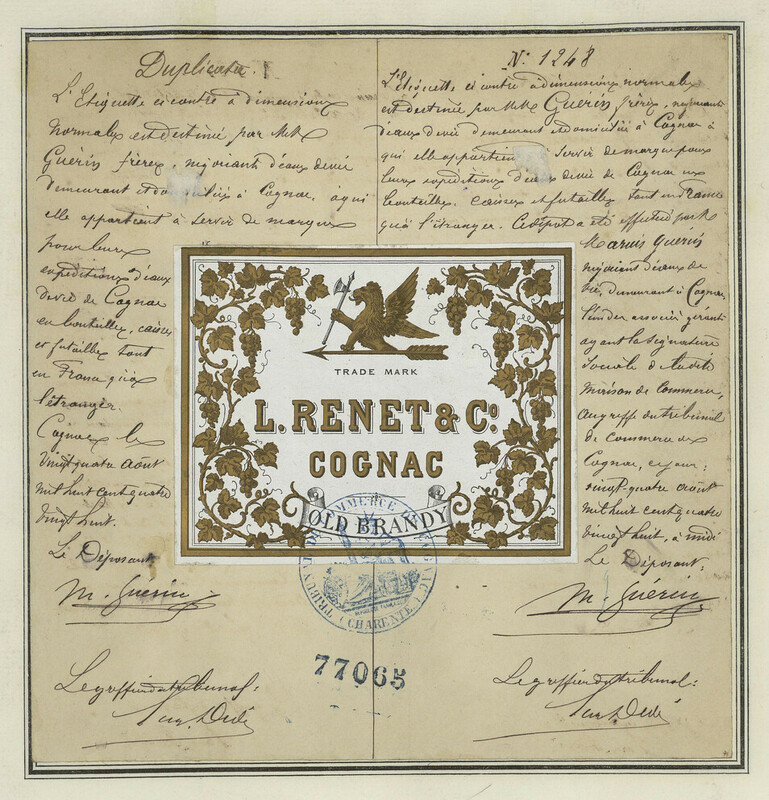 Duplicata.
L'Etiquette ci contre à dimensions
normales est destinée par MM
Guérin frères, négociants d'eaux de vie
demeurant et domiciliés à Cognac, à qui
elle appartient à servir de marque
pour leurs
expéditions d'eaux
de vie de Cognac
en bouteilles, caisses
et futailles tant
en France qu'à
l'étranger.
Cognac le
vingt quatre août
mil huit cent quatre
vingt huit.
Le Déposant
M. Guérin
Le greffier du tribunal:
N: 1248
L'Etiquette ci contre à dimensions normales
est destinée par MM Guérin frères, négociants
d'eaux de vie demeurant et domiciliés à Cognac à
qui elle appartient à servir de marque pour
leurs expéditions d'eaux de vie de Cognac en
bouteilles, caisses et futailles tant en France
qu'à l'étranger. Ce dépôt a été effectué par M
Guérin
négociant d'eaux de
vie, demeurant à Cognac,
l'un des associés gérants
ayant la signature
sociale de la dite
maison de commerce,
au greffe du tribunal
de commerce de
Cognac, ce jour:
vingt-quatre août
mil huit cent quatre
vingt huit, à midi
Le Déposant:
M. Guérin
Le greffier du tribunal:
TRADE MARK
L. RENET & Co.
COGNAC
OLD BRANDY
TRIBUNAL DE COMMERCE DE COGNAC
(CHARENTE)
77065